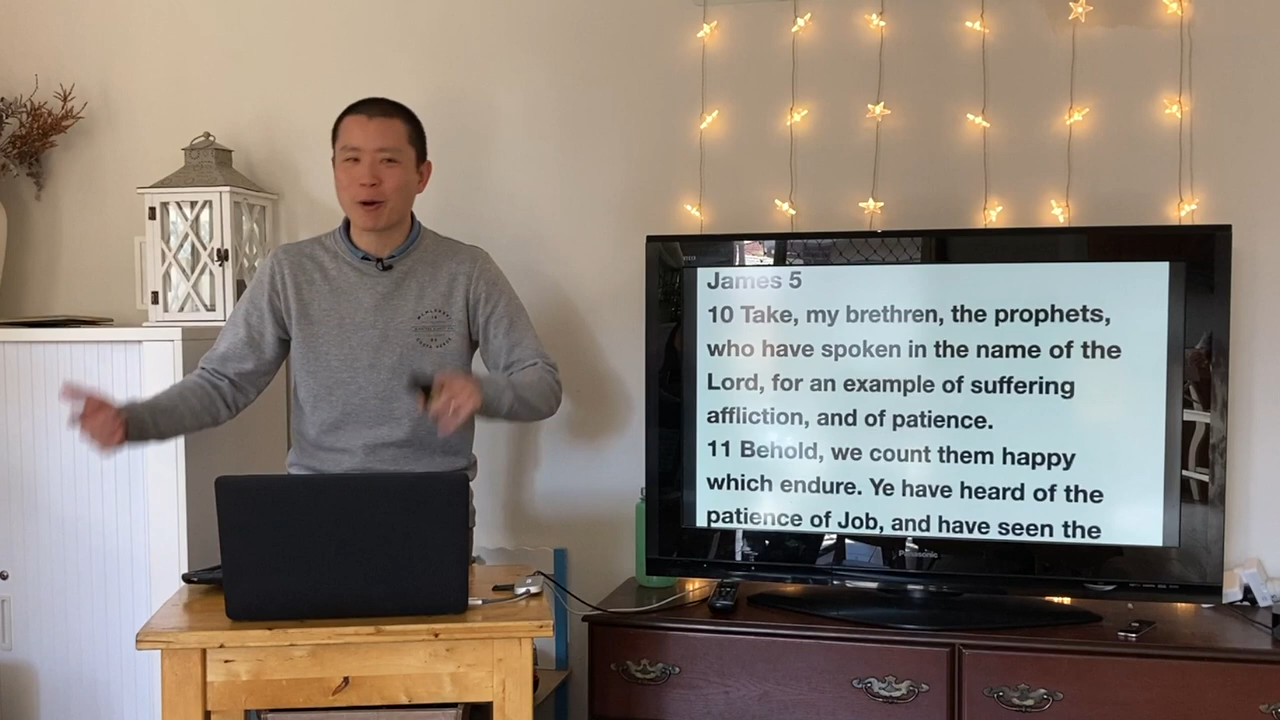 James 5
10 Take, my brethren, the prophets,
who have spoken in the name of the
Lord, for an example of suffering
affliction, and of patience.
11 Behold, we count them happy
which endure. Ye have heard of the
patience of Job, and have seen the
Panasonic